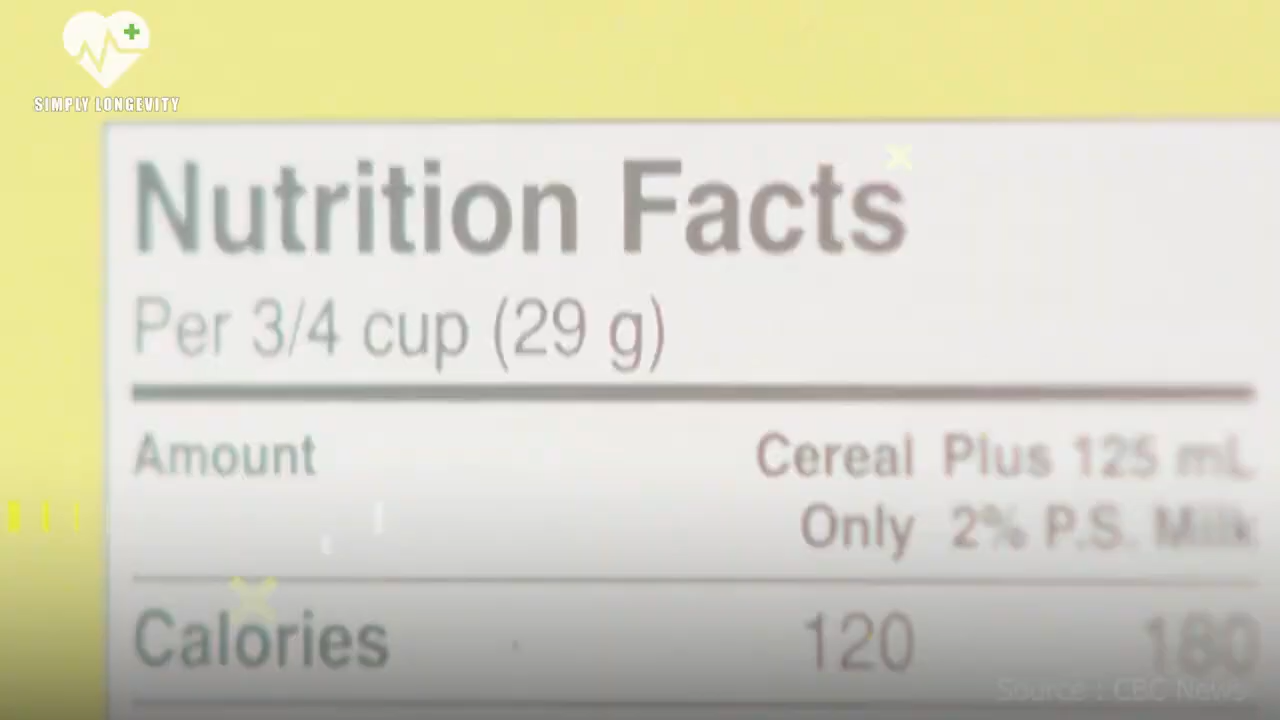 SIMPLY LONGEVITY
Nutrition Facts
Per 3/4 cup (29 g)
Amount
Cereal Plus 125 mL
Only 2% P.S. Milk
Calories 120 180
Source : CBC News